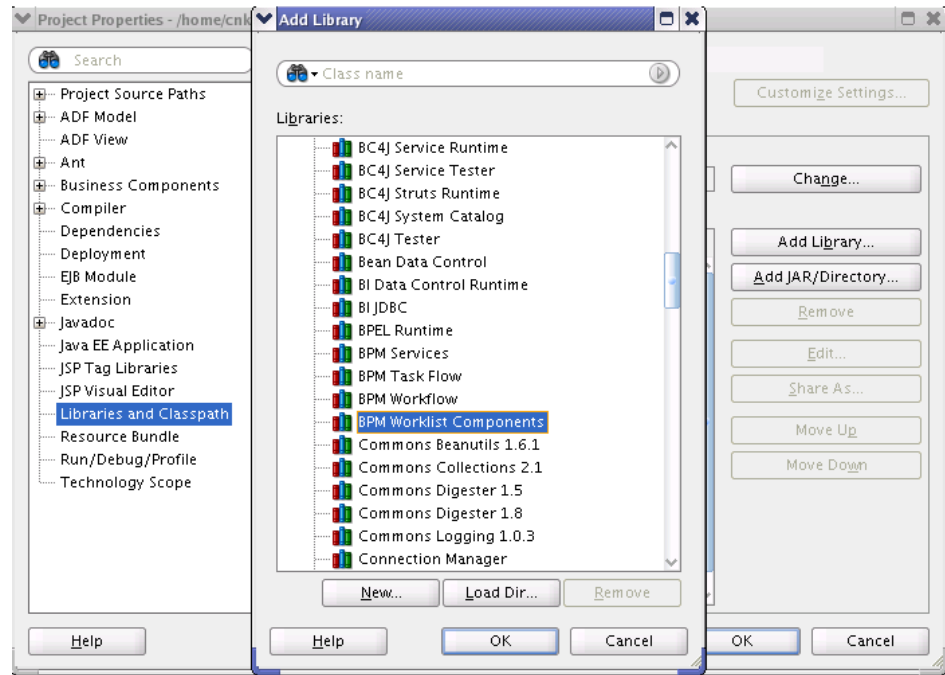 Project Properties - /home/cnk
Search
Project Source Paths
ADF Model
ADF View
Ant
Business Components
Compiler
Dependencies
Deployment
EJB Module
Extension
Javadoc
Java EE Application
JSP Tag Libraries
JSP Visual Editor
Libraries and Classpath
Resource Bundle
Run/Debug/Profile
Technology Scope
Help
Add Library
Class name
Libraries:
BC4J Service Runtime
BC4J Service Tester
BC4J Struts Runtime
BC4J System Catalog
BC4J Tester
Bean Data Control
BI Data Control Runtime
BI JDBC
BPEL Runtime
BPM Services
BPM Task Flow
BPM Workflow
BPM Worklist Components
Commons Beanutils 1.6.1
Commons Collections 2.1
Commons Digester 1.5
Commons Digester 1.8
Commons Logging 1.0.3
Connection Manager
New... Load Dir... Remove
Help OK Cancel
Customize Settings...
Change...
Add Library...
Add JAR/Directory...
Remove
Edit...
Share As...
Move Up
Move Down
OK Cancel